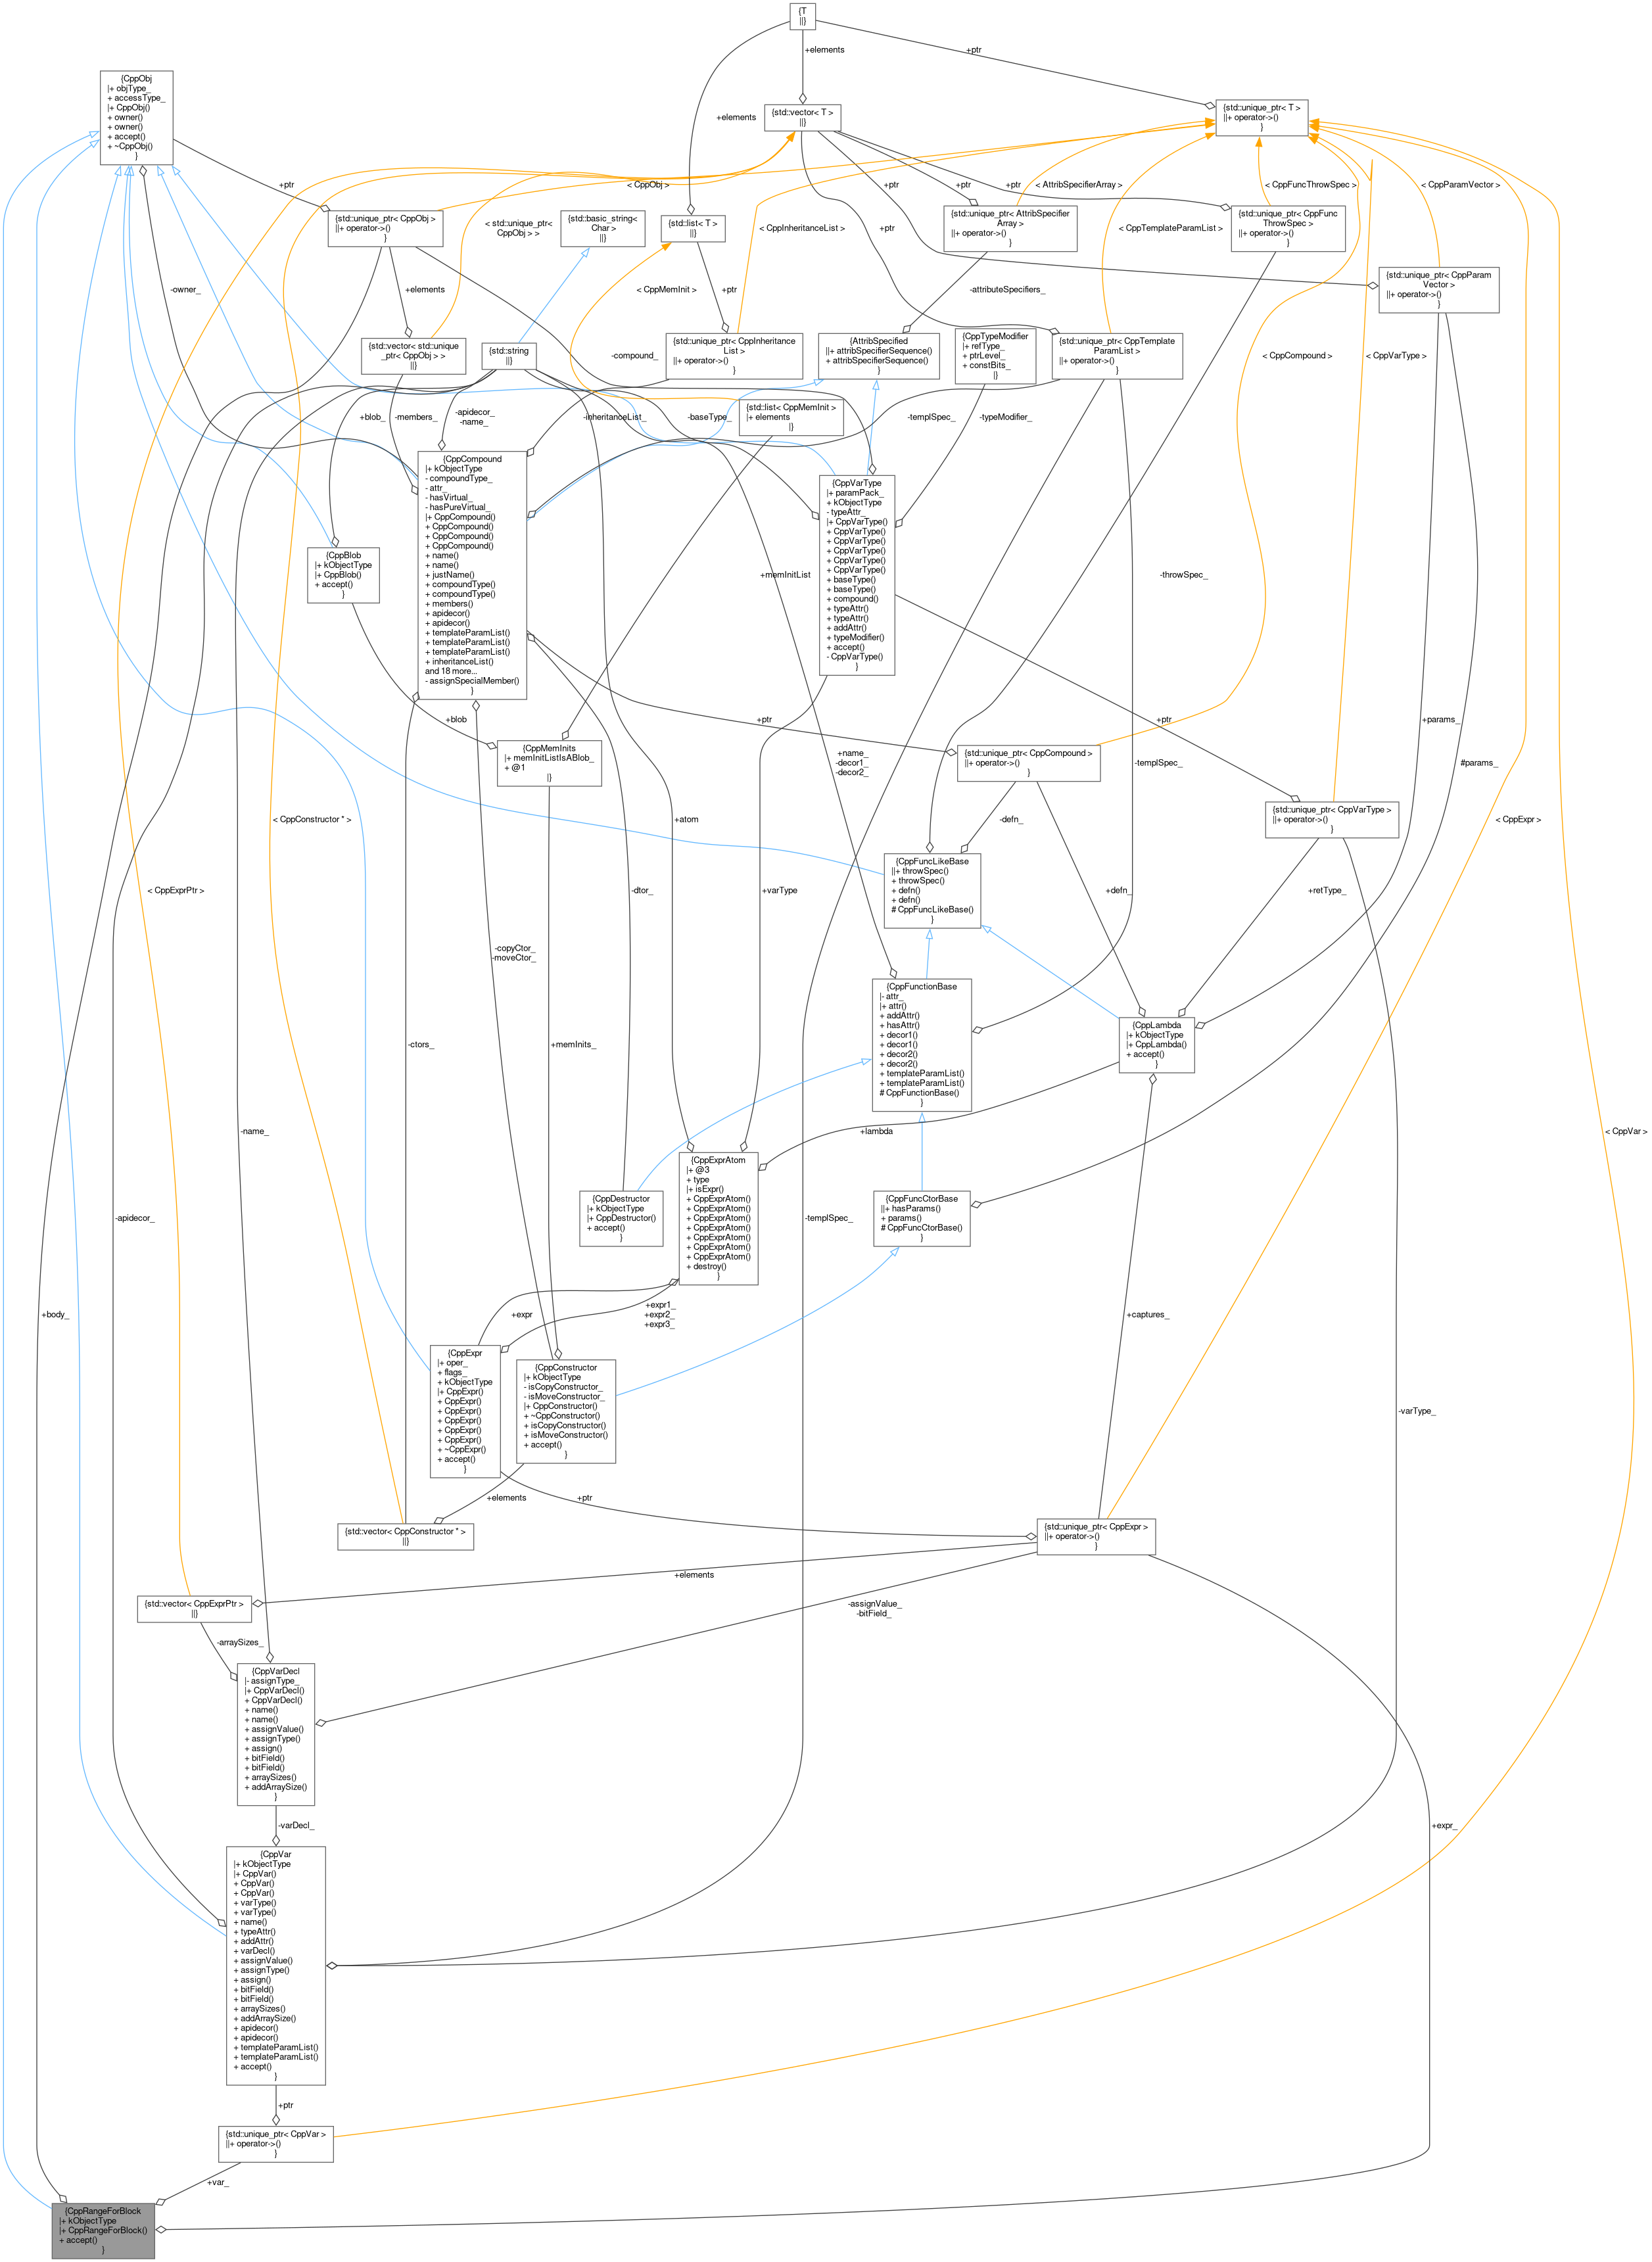 {T
||}
+elements
+ptr
+elements
{CppObj
|+ objType_
+ accessType_
|+ CppObj()
+ owner()
+ owner()
+ accept()
+ ~CppObj()
}
{std::vector< T >
||}
{std::unique_ptr< T >
||+ operator->()
}
+ptr
< CppObj >
+ptr
+ptr
< AttribSpecifierArray >
+ptr
< CppFuncThrowSpec >
< CppParamVector >
{std::unique_ptr< CppObj >
||+ operator->()
}
< std::unique_ptr<
CppObj > >
{std::basic_string<
Char >
||}
{std::list< T >
||}
< CppInheritanceList >
+ptr
{std::unique_ptr< AttribSpecifier
Array >
||+ operator->()
}
< CppTemplateParamList >
{std::unique_ptr< CppFunc
ThrowSpec >
||+ operator->()
}
{std::unique_ptr< CppParam
Vector >
||+ operator->()
}
-owner_
+elements
< CppMemInit >
+ptr
-attributeSpecifiers_
{std::vector< std::unique
_ptr< CppObj > >
||}
{std::string
||}
-compound_
{std::unique_ptr< CppInheritance
List >
||+ operator->()
}
{AttribSpecified
||+ attribSpecifierSequence()
+ attribSpecifierSequence()
}
{CppTypeModifier
|+ refType_
+ ptrLevel_
+ constBits_
|}
{std::unique_ptr< CppTemplate
ParamList >
||+ operator->()
}
< CppCompound >
< CppVarType >
+blob_
-members_
-apidecor_
-name_
-inheritanceList_
-baseType_
{std::list< CppMemInit >
|+ elements
|}
-templSpec_
-typeModifier_
{CppCompound
|+ kObjectType
- compoundType_
- attr_
- hasVirtual_
- hasPureVirtual_
|+ CppCompound()
+ CppCompound()
+ CppCompound()
+ CppCompound()
+ name()
+ name()
+ justName()
+ compoundType()
+ compoundType()
+ members()
+ apidecor()
+ apidecor()
+ templateParamList()
+ templateParamList()
+ templateParamList()
+ inheritanceList()
and 18 more...
- assignSpecialMember()
}
{CppVarType
|+ paramPack_
+ kObjectType
- typeAttr_
|+ CppVarType()
+ CppVarType()
+ CppVarType()
+ CppVarType()
+ CppVarType()
+ CppVarType()
+ baseType()
+ baseType()
+ compound()
+ typeAttr()
+ typeAttr()
+ addAttr()
+ typeModifier()
+ accept()
- CppVarType()
}
{CppBlob
|+ kObjectType
|+ CppBlob()
+ accept()
}
+memInitList
-throwSpec_
+blob
+ptr
+ptr
+params_
{CppMemInits
|+ memInitListIsABlob_
+ @1
|}
+name_
-decor1_
-decor2_
{std::unique_ptr< CppCompound >
||+ operator->()
}
-templSpec_
#params_
{std::unique_ptr< CppVarType >
||+ operator->()
}
< CppConstructor * >
+atom
-defn_
< CppExpr >
{CppFuncLikeBase
||+ throwSpec()
+ throwSpec()
+ defn()
+ defn()
# CppFuncLikeBase()
}
< CppExprPtr >
-dtor_
+varType
+defn_
+retType_
-copyCtor_
-moveCtor_
{CppFunctionBase
|- attr_
|+ attr()
+ addAttr()
+ hasAttr()
+ decor1()
+ decor1()
+ decor2()
+ decor2()
+ templateParamList()
+ templateParamList()
# CppFunctionBase()
}
{CppLambda
|+ kObjectType
|+ CppLambda()
+ accept()
}
-ctors_
+memInits_
-name_
+lambda
< CppVar >
{CppExprAtom
|+ @3
+ type
|+ isExpr()
+ CppExprAtom()
+ CppExprAtom()
+ CppExprAtom()
+ CppExprAtom()
+ CppExprAtom()
+ CppExprAtom()
+ CppExprAtom()
+ destroy()
}
{CppDestructor
|+ kObjectType
|+ CppDestructor()
+ accept()
}
{CppFuncCtorBase
||+ hasParams()
+ params()
# CppFuncCtorBase()
}
-apidecor_
-templSpec_
+body_
+expr
+expr1_
+expr2_
+expr3_
+captures_
{CppExpr
|+ oper_
+ flags_
+ kObjectType
|+ CppExpr()
+ CppExpr()
+ CppExpr()
+ CppExpr()
+ CppExpr()
+ CppExpr()
+ ~CppExpr()
+ accept()
}
{CppConstructor
|+ kObjectType
- isCopyConstructor_
- isMoveConstructor_
|+ CppConstructor()
+ ~CppConstructor()
+ isCopyConstructor()
+ isMoveConstructor()
+ accept()
}
-varType_
+elements
+ptr
{std::vector< CppConstructor * >
||}
{std::unique_ptr< CppExpr >
||+ operator->()
}
+elements
{std::vector< CppExprPtr >
||}
-assignValue_
-bitField_
-arraySizes_
{CppVarDecl
|- assignType_
|+ CppVarDecl()
+ CppVarDecl()
+ name()
+ name()
+ assignValue()
+ assignType()
+ assign()
+ bitField()
+ bitField()
+ arraySizes()
+ addArraySize()
}
-varDecl_
+expr_
{CppVar
|+ kObjectType
|+ CppVar()
+ CppVar()
+ CppVar()
+ varType()
+ varType()
+ name()
+ typeAttr()
+ addAttr()
+ varDecl()
+ assignValue()
+ assignType()
+ assign()
+ bitField()
+ bitField()
+ arraySizes()
+ addArraySize()
+ apidecor()
+ apidecor()
+ templateParamList()
+ templateParamList()
+ accept()
}
+ptr
{std::unique_ptr< CppVar >
||+ operator->()
}
+var_
{CppRangeForBlock
|+ kObjectType
|+ CppRangeForBlock()
+ accept()
}